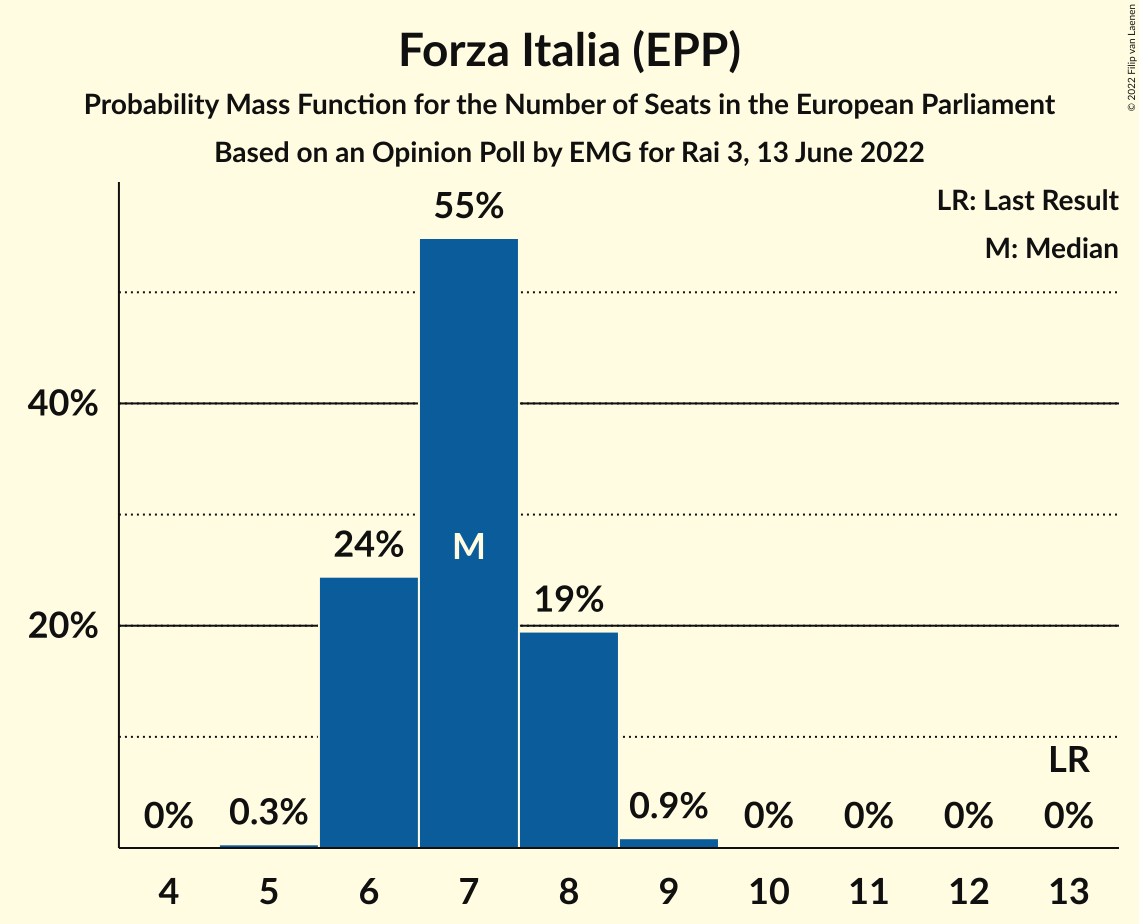 Forza Italia (EPP)
Probability Mass Function for the Number of Seats in the European Parliament
Based on an Opinion Poll by EMG for Rai 3, 13 June 2022
© 2022 Filip van Laenen
LR: Last Result
M: Median
55%
40%
24%
M
19%
20%
LR
0% 0.3% 0.9% 0% 0% 0% 0%
4 5 6 7 8 9 10 11 12 13